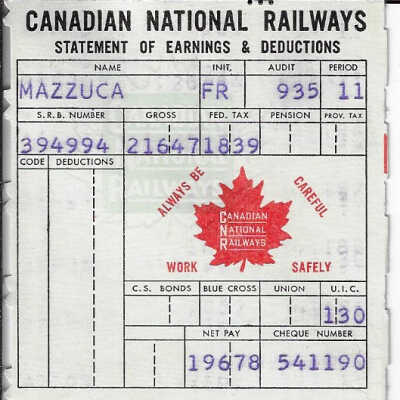 CANADIAN NATIONAL RAILWAYS
STATEMENT OF EARNINGS & DEDUCTIONS
NAME INIT. AUDIT PERIOD
MAZZUCA FR 935 11
S.R.B. NUMBER GROSS FED. TAX PENSION PROV. TAX
394994 21647 1839
CODE DEDUCTIONS
ALWAYS BE CAREFUL
CANADIAN
NATIONAL
RAILWAYS
WORK SAFELY
C.S. BONDS BLUE CROSS UNION U.I.C.
130
NET PAY CHEQUE NUMBER
19678 541190